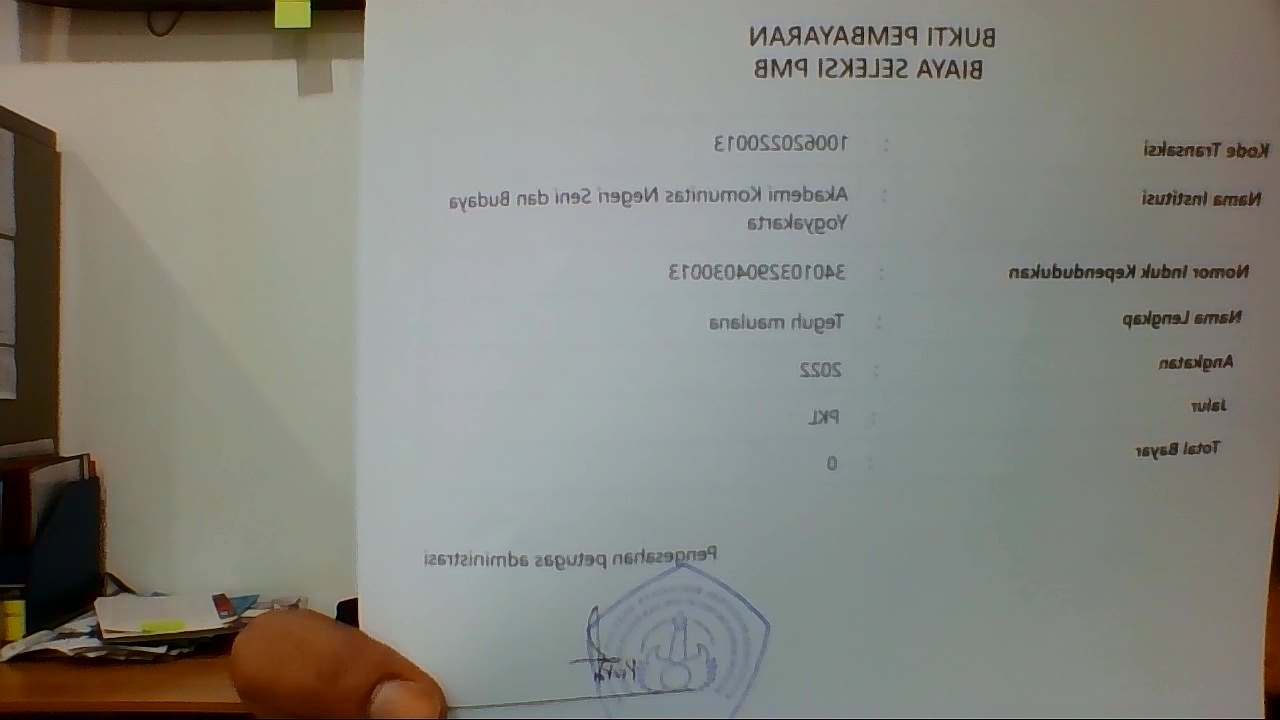 BUKTI PEMBAYARAN
BIAYA SELEKSI PMB
Kode Transaksi : 100620220013
Nama Institusi : Akademi Komunitas Negeri Seni dan Budaya
Yogyakarta
Nomor Induk Kependudukan : 3401032904030013
Nama Lengkap : Teguh maulana
Angkatan : 2022
Jalur : PKL
Total Bayar : 0
Pengesahan petugas administrasi